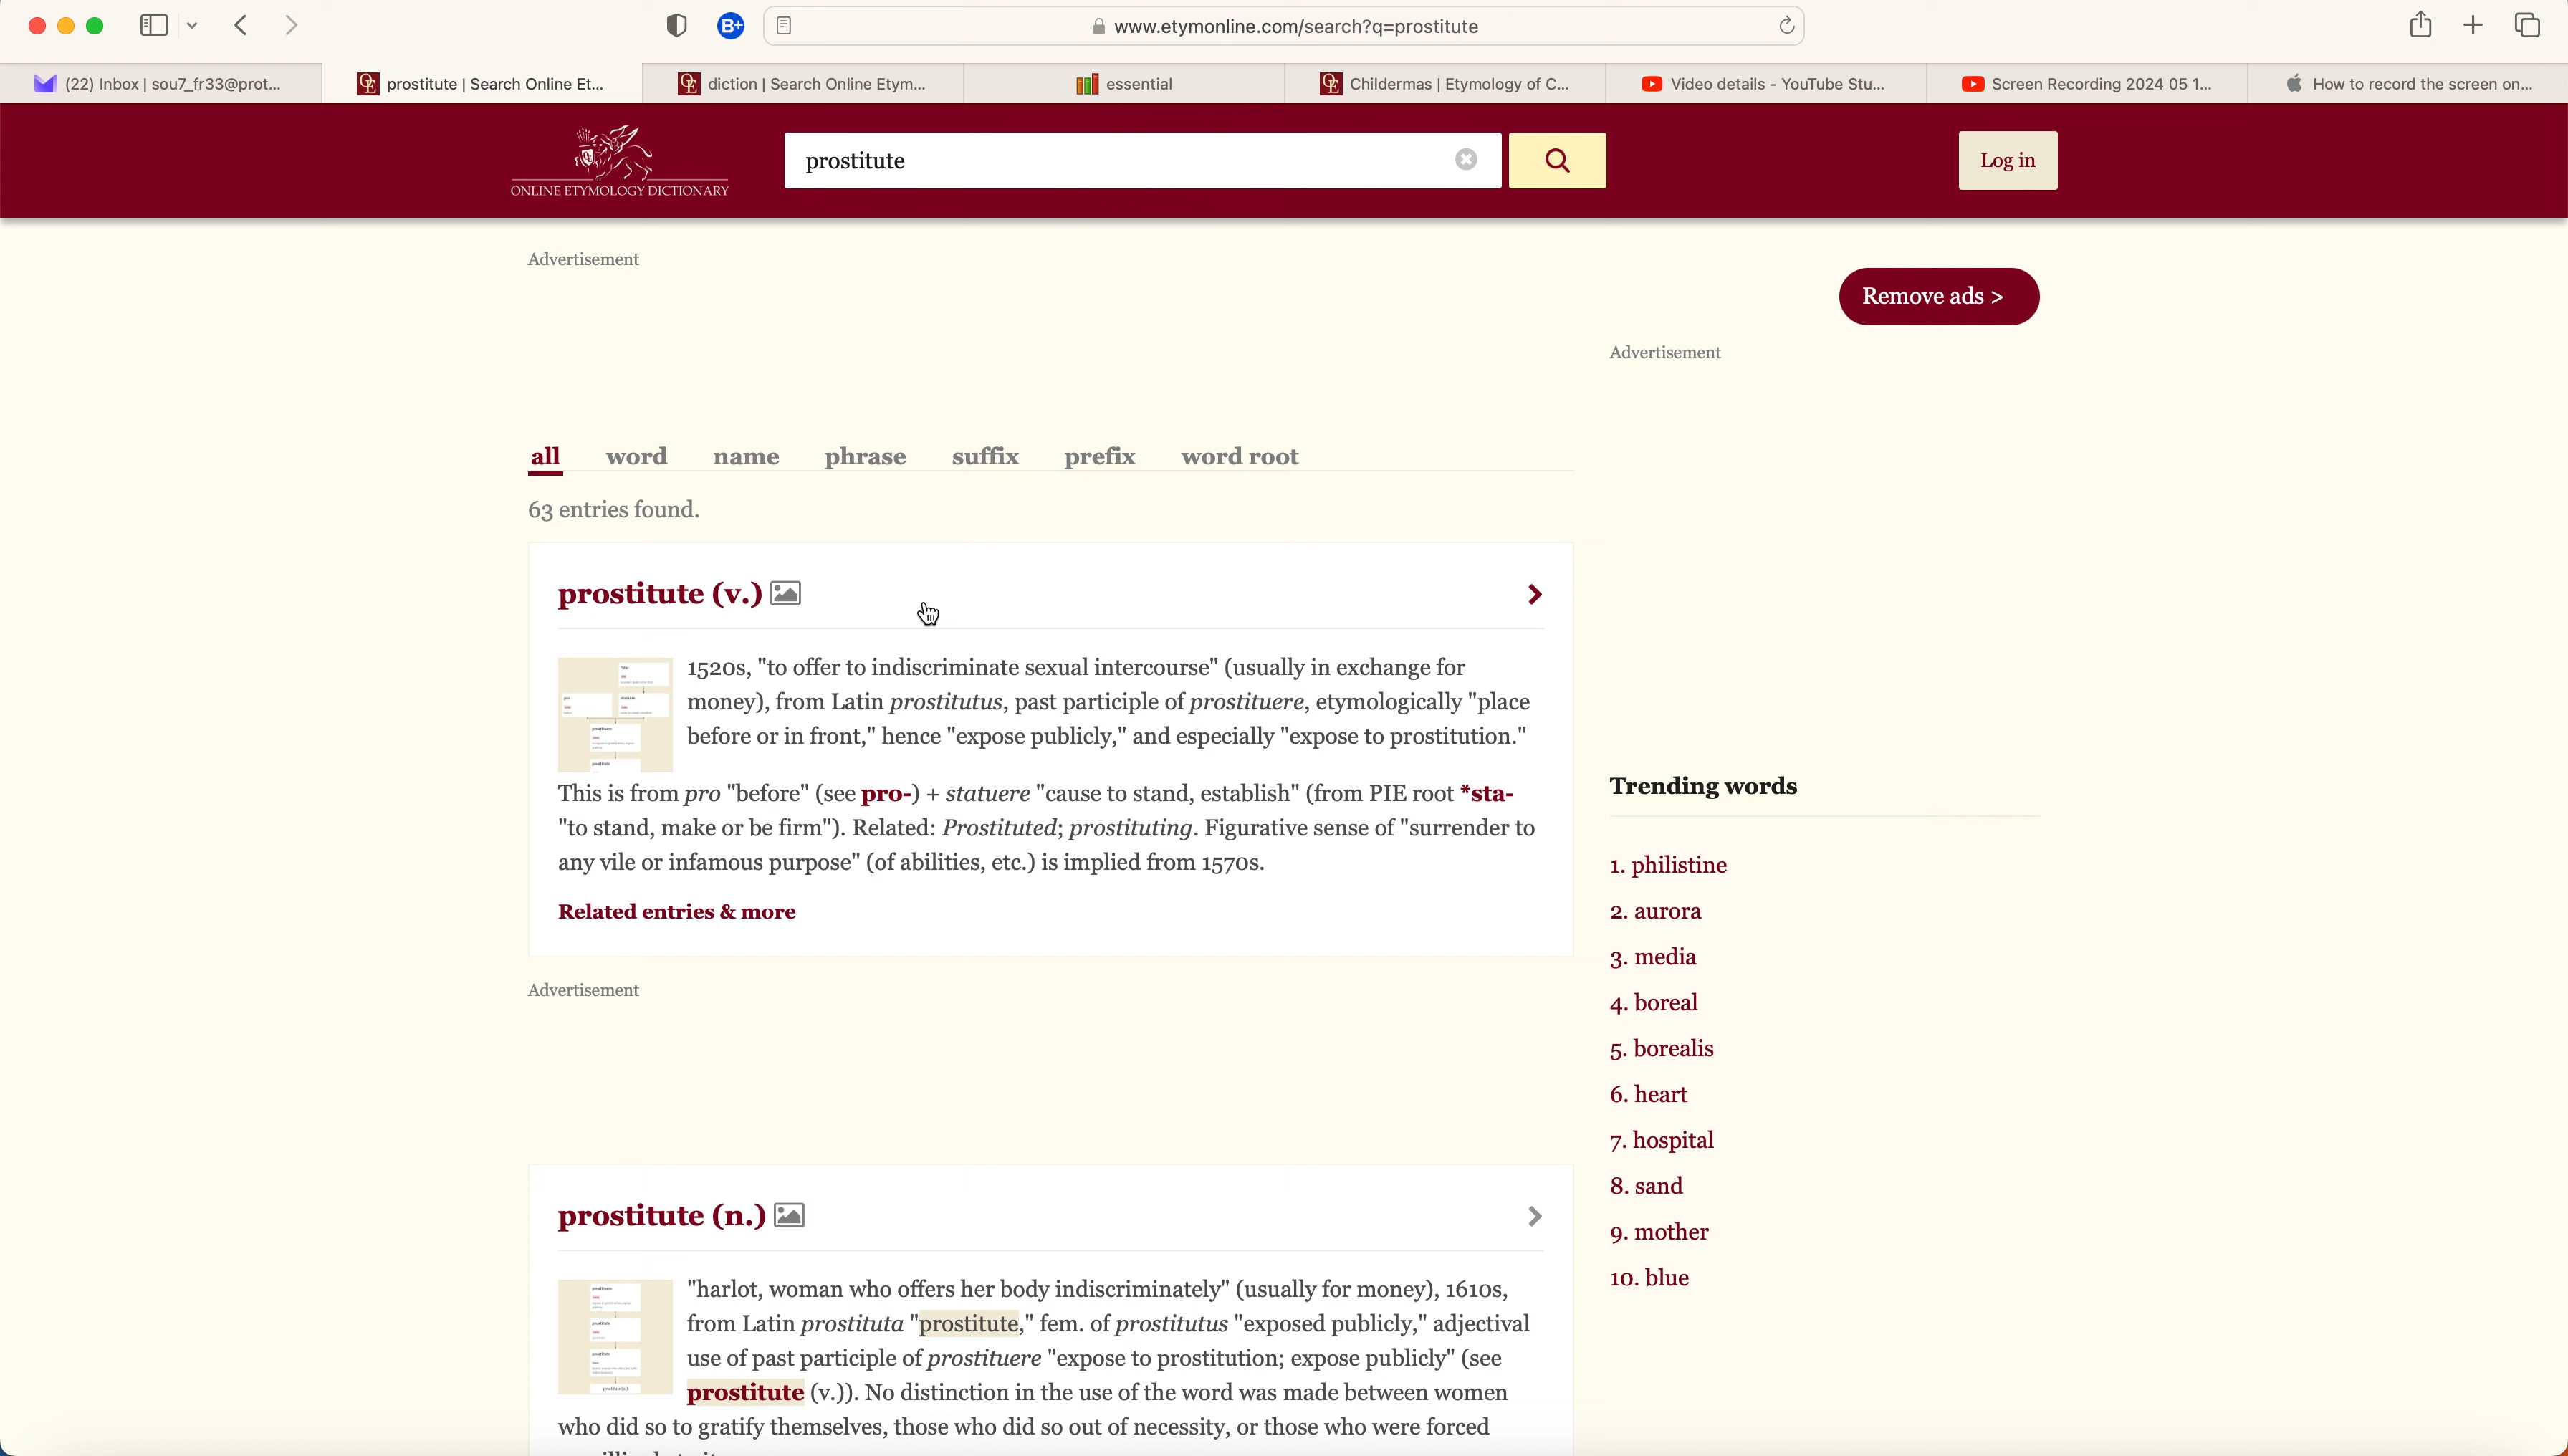 www.etymonline.com/search?q=prostitute
(22) Inbox | sou7_fr33@prot...
prostitute | Search Online Et...
diction | Search Online Etym...
essential
Childermas | Etymology of C...
Video details - YouTube Stu...
Screen Recording 2024 05 1...
How to record the screen on...
ONLINE ETYMOLOGY DICTIONARY
prostitute
Log in
Advertisement
Remove ads >
Advertisement
all word name phrase suffix prefix word root
63 entries found.
prostitute (v.)
1520s, "to offer to indiscriminate sexual intercourse" (usually in exchange for
money), from Latin prostitutus, past participle of prostituere, etymologically "place
before or in front," hence "expose publicly," and especially "expose to prostitution."
This is from pro "before" (see pro-) + statuere "cause to stand, establish" (from PIE root *sta-
"to stand, make or be firm"). Related: Prostituted; prostituting. Figurative sense of "surrender to
any vile or infamous purpose" (of abilities, etc.) is implied from 1570s.
Related entries & more
Advertisement
prostitute (n.)
"harlot, woman who offers her body indiscriminately" (usually for money), 1610s,
from Latin prostituta "prostitute," fem. of prostitutus "exposed publicly," adjectival
use of past participle of prostituere "expose to prostitution; expose publicly" (see
prostitute (v.)). No distinction in the use of the word was made between women
who did so to gratify themselves, those who did so out of necessity, or those who were forced
Trending words
1. philistine
2. aurora
3. media
4. boreal
5. borealis
6. heart
7. hospital
8. sand
9. mother
10. blue